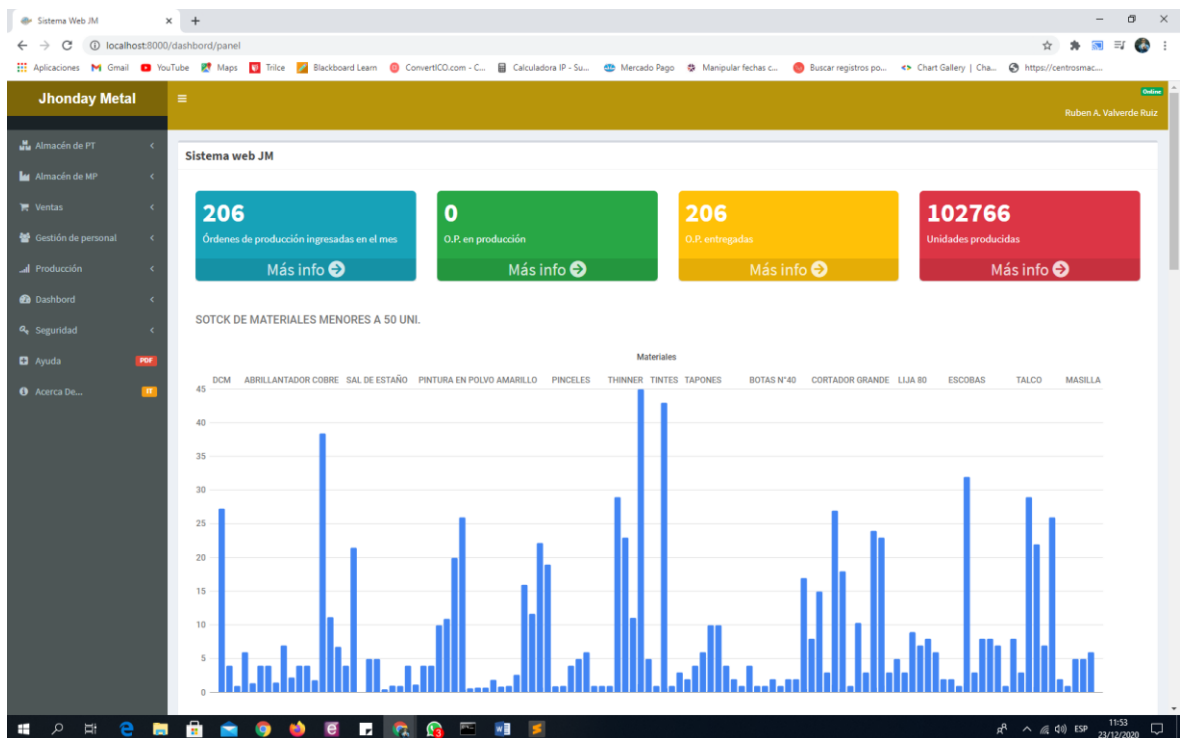 Sistema Web JM
localhost:8000/dashbord/panel
Aplicaciones Gmail YouTube Maps Trilce Blackboard Learn ConvertICO.com - C... Calculadora IP - Su... Mercado Pago Manipular fechas c... Buscar registros po... Chart Gallery | Cha... https://centrosmac....
Jhonday Metal
Online
Ruben A. Valverde Ruiz
Almacén de PT
Almacén de MP
Ventas
Gestión de personal
Producción
Dashbord
Seguridad
Ayuda PDF
Acerca De... IT
Sistema web JM
206
Órdenes de producción ingresadas en el mes
Más info
0
O.P. en producción
Más info
206
O.P. entregadas
Más info
102766
Unidades producidas
Más info
SOTCK DE MATERIALES MENORES A 50 UNI.
Materiales
DCM ABRILLANTADOR COBRE SAL DE ESTAÑO PINTURA EN POLVO AMARILLO PINCELES THINNER TINTES TAPONES BOTAS N°40 CORTADOR GRANDE LIJA 80 ESCOBAS TALCO MASILLA
45
40
35
30
25
20
15
10
5
0
3
ESP
11:53
23/12/2020